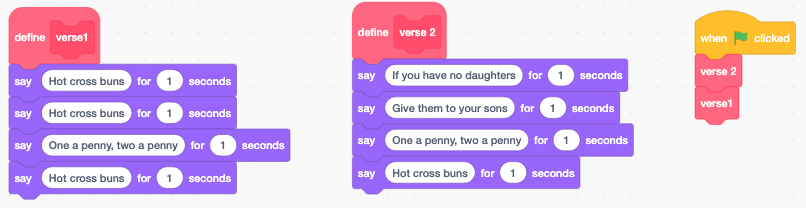 define verse1
say Hot cross buns for 1 seconds
say Hot cross buns for 1 seconds
say One a penny, two a penny for 1 seconds
say Hot cross buns for 1 seconds
define verse 2
say If you have no daughters for 1 seconds
say Give them to your sons for 1 seconds
say One a penny, two a penny for 1 seconds
say Hot cross buns for 1 seconds
when clicked
verse 2
verse1